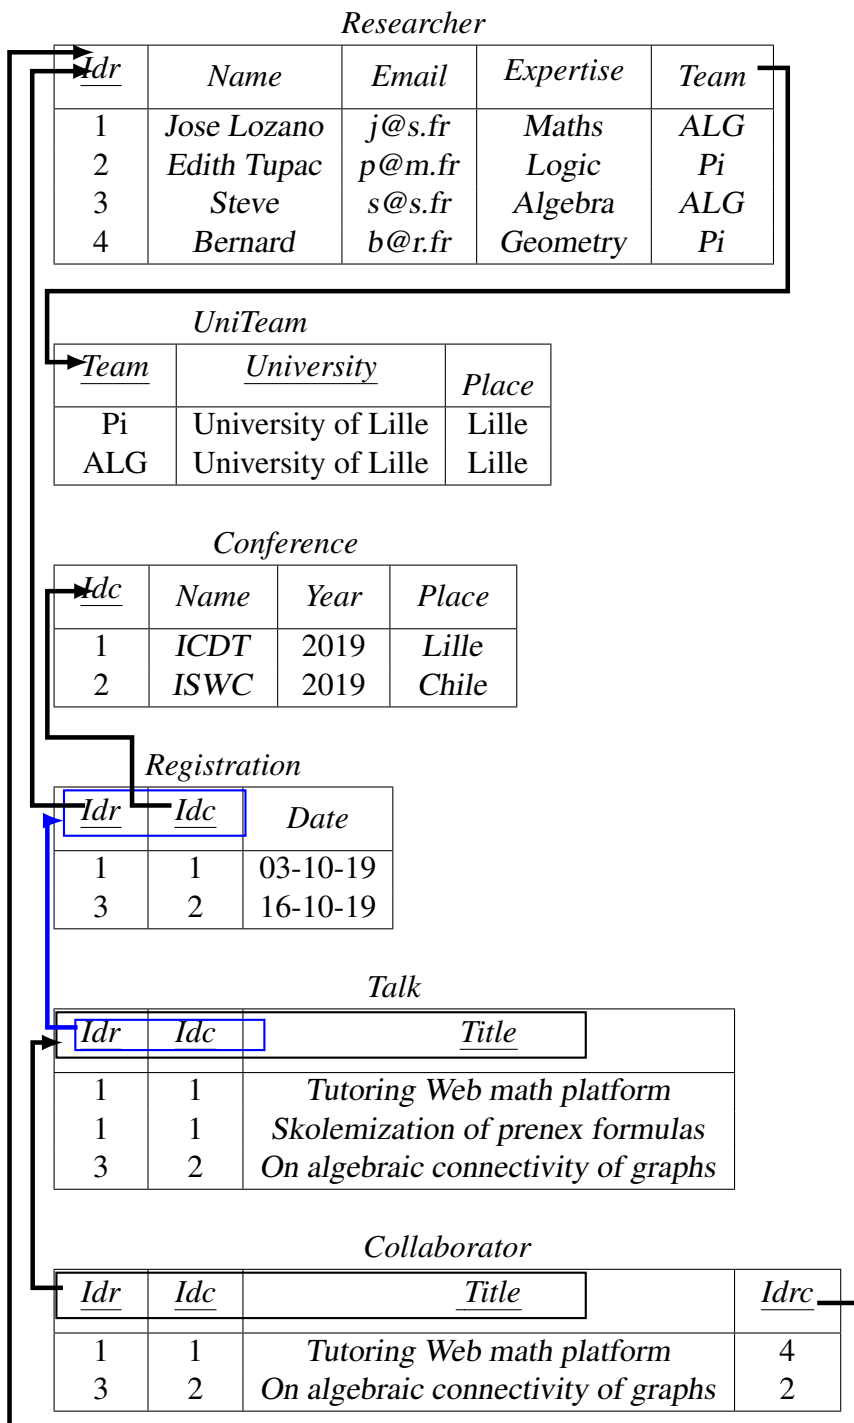 Researcher
Idr Name Email Expertise Team
1 Jose Lozano j@s.fr Maths ALG
2 Edith Tupac p@m.fr Logic Pi
3 Steve s@s.fr Algebra ALG
4 Bernard b@r.fr Geometry Pi
UniTeam
Team University Place
Pi University of Lille Lille
ALG University of Lille Lille
Conference
Idc Name Year Place
1 ICDT 2019 Lille
2 ISWC 2019 Chile
Registration
Idr Idc Date
1 1 03-10-19
3 2 16-10-19
Talk
Idr Idc Title
1 1 Tutoring Web math platform
1 1 Skolemization of prenex formulas
3 2 On algebraic connectivity of graphs
Collaborator
Idr Idc Title Idrc
1 1 Tutoring Web math platform 4
3 2 On algebraic connectivity of graphs 2